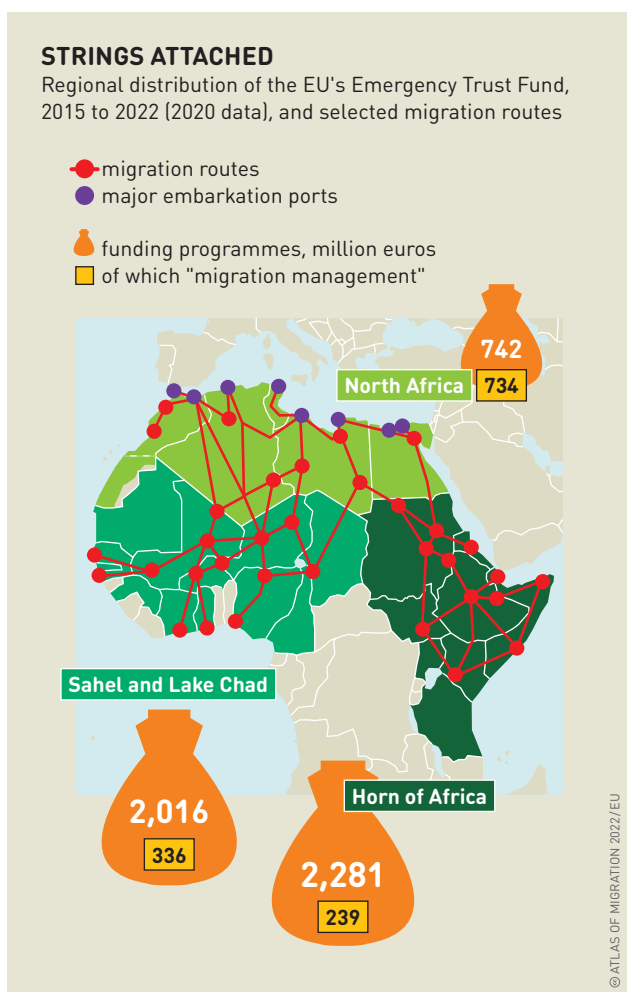 STRINGS ATTACHED
Regional distribution of the EU's Emergency Trust Fund,
2015 to 2022 (2020 data), and selected migration routes
migration routes
major embarkation ports
funding programmes, million euros
of which "migration management"
742
North Africa
734
Sahel and Lake Chad
2,016
336
Horn of Africa
2,281
239
© ATLAS OF MIGRATION 2022/EU